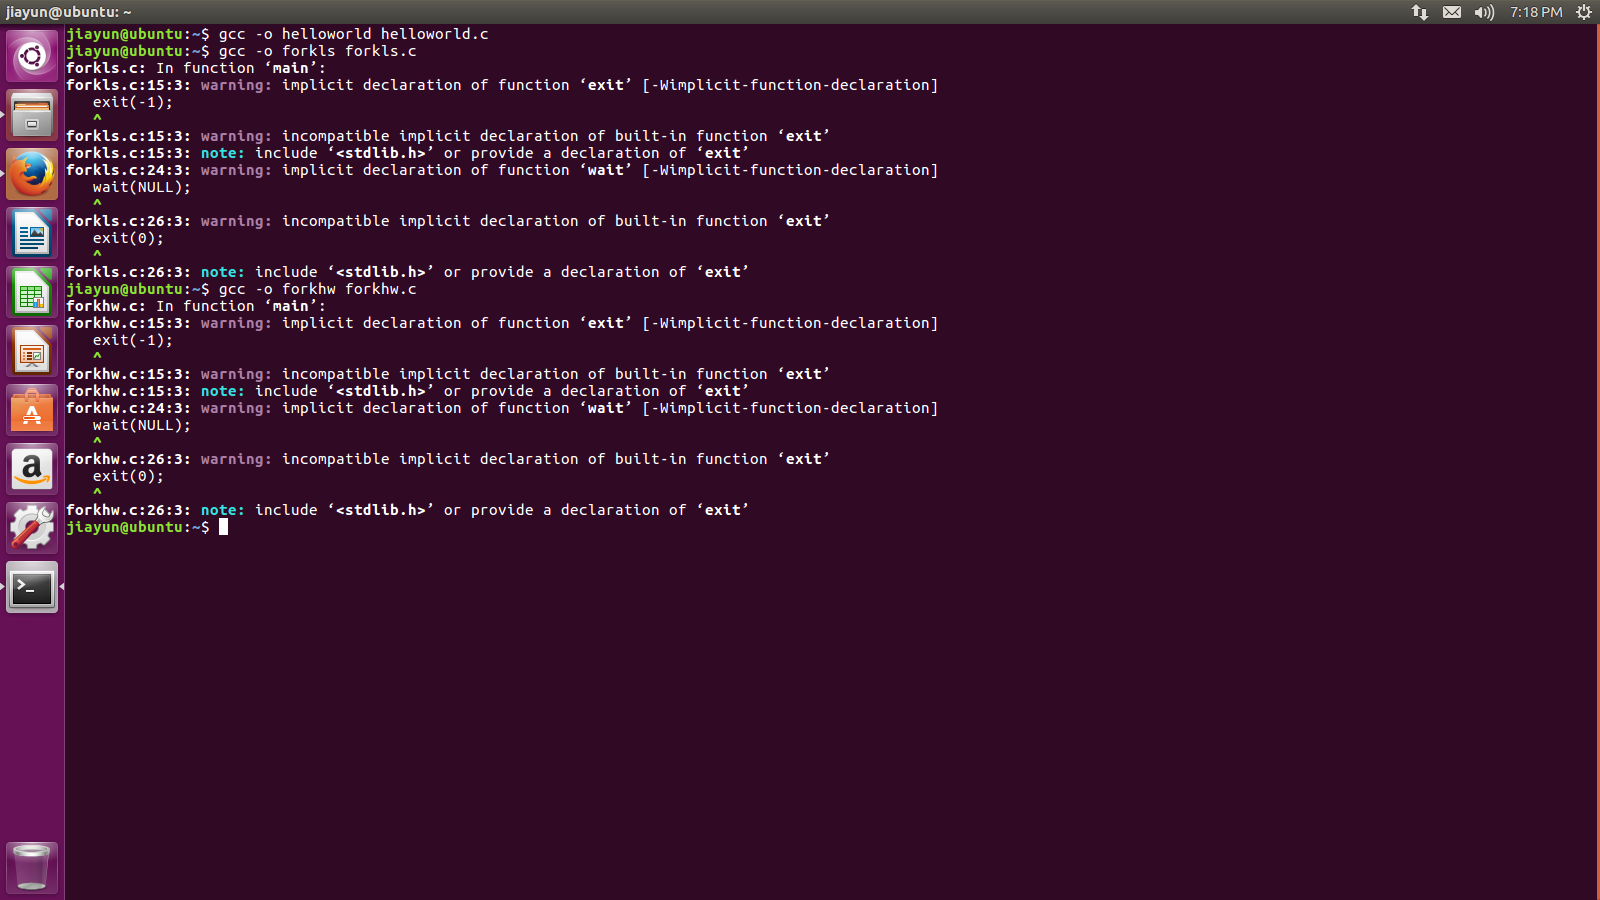 jiayun@ubuntu: ~
7:18 PM
jiayun@ubuntu:~$ gcc -o helloworld helloworld.c
jiayun@ubuntu:~$ gcc -o forkls forkls.c
forkls.c: In function ‘main’:
forkls.c:15:3: warning: implicit declaration of function ‘exit’ [-Wimplicit-function-declaration]
   exit(-1);
   ^
forkls.c:15:3: warning: incompatible implicit declaration of built-in function ‘exit’
forkls.c:15:3: note: include ‘<stdlib.h>’ or provide a declaration of ‘exit’
forkls.c:24:3: warning: implicit declaration of function ‘wait’ [-Wimplicit-function-declaration]
   wait(NULL);
   ^
forkls.c:26:3: warning: incompatible implicit declaration of built-in function ‘exit’
   exit(0);
   ^
forkls.c:26:3: note: include ‘<stdlib.h>’ or provide a declaration of ‘exit’
jiayun@ubuntu:~$ gcc -o forkhw forkhw.c
forkhw.c: In function ‘main’:
forkhw.c:15:3: warning: implicit declaration of function ‘exit’ [-Wimplicit-function-declaration]
   exit(-1);
   ^
forkhw.c:15:3: warning: incompatible implicit declaration of built-in function ‘exit’
forkhw.c:15:3: note: include ‘<stdlib.h>’ or provide a declaration of ‘exit’
forkhw.c:24:3: warning: implicit declaration of function ‘wait’ [-Wimplicit-function-declaration]
   wait(NULL);
   ^
forkhw.c:26:3: warning: incompatible implicit declaration of built-in function ‘exit’
   exit(0);
   ^
forkhw.c:26:3: note: include ‘<stdlib.h>’ or provide a declaration of ‘exit’
jiayun@ubuntu:~$